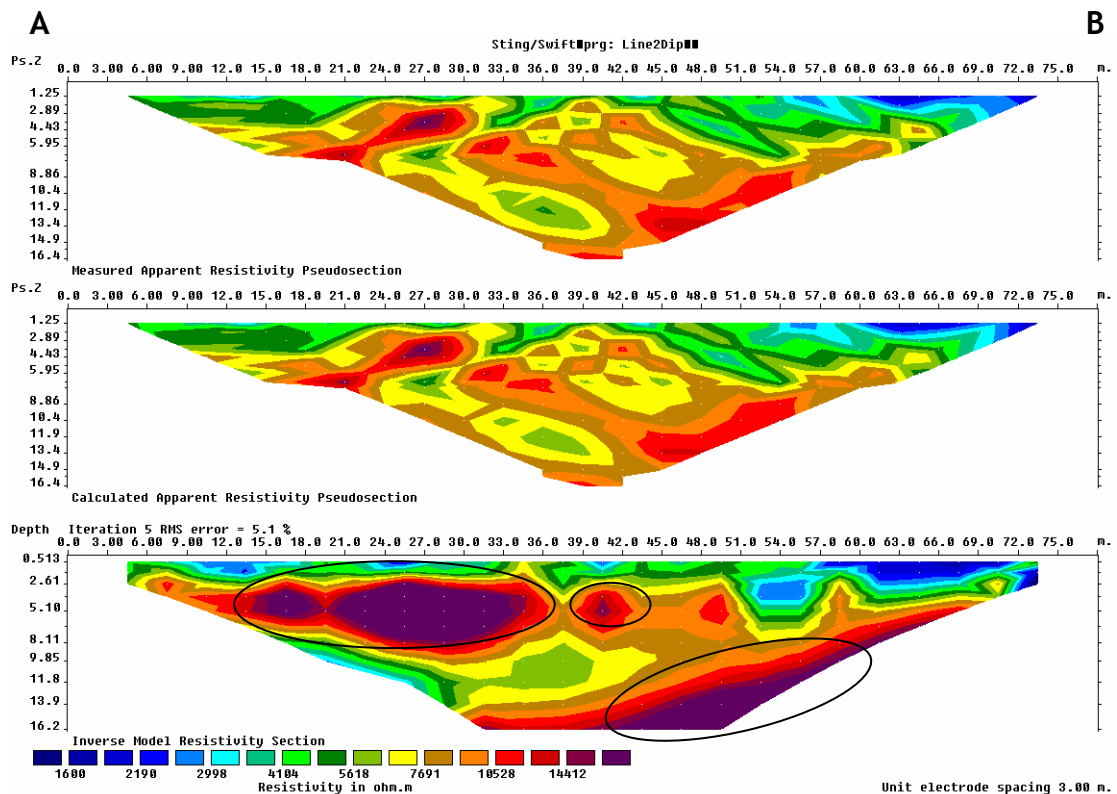 A B
Sting/Swift■prg: Line2Dip■■
Ps.Z 0.0 3.00 6.00 9.00 12.0 15.0 18.0 21.0 24.0 27.0 30.0 33.0 36.0 39.0 42.0 45.0 48.0 51.0 54.0 57.0 60.0 63.0 66.0 69.0 72.0 75.0 m.
1.25
2.89
4.43
5.95
8.86
10.4
11.9
13.4
14.9
16.4
Measured Apparent Resistivity Pseudosection
Ps.Z 0.0 3.00 6.00 9.00 12.0 15.0 18.0 21.0 24.0 27.0 30.0 33.0 36.0 39.0 42.0 45.0 48.0 51.0 54.0 57.0 60.0 63.0 66.0 69.0 72.0 75.0 m.
1.25
2.89
4.43
5.95
8.86
10.4
11.9
13.4
14.9
16.4
Calculated Apparent Resistivity Pseudosection
Depth Iteration 5 RMS error = 5.1 %
0.0 3.00 6.00 9.00 12.0 15.0 18.0 21.0 24.0 27.0 30.0 33.0 36.0 39.0 42.0 45.0 48.0 51.0 54.0 57.0 60.0 63.0 66.0 69.0 72.0 75.0 m.
0.513
2.61
5.10
8.11
9.85
11.8
13.9
16.2
Inverse Model Resistivity Section
1600 2190 2998 4104 5618 7691 10528 14412
Resistivity in ohm.m Unit electrode spacing 3.00 m.